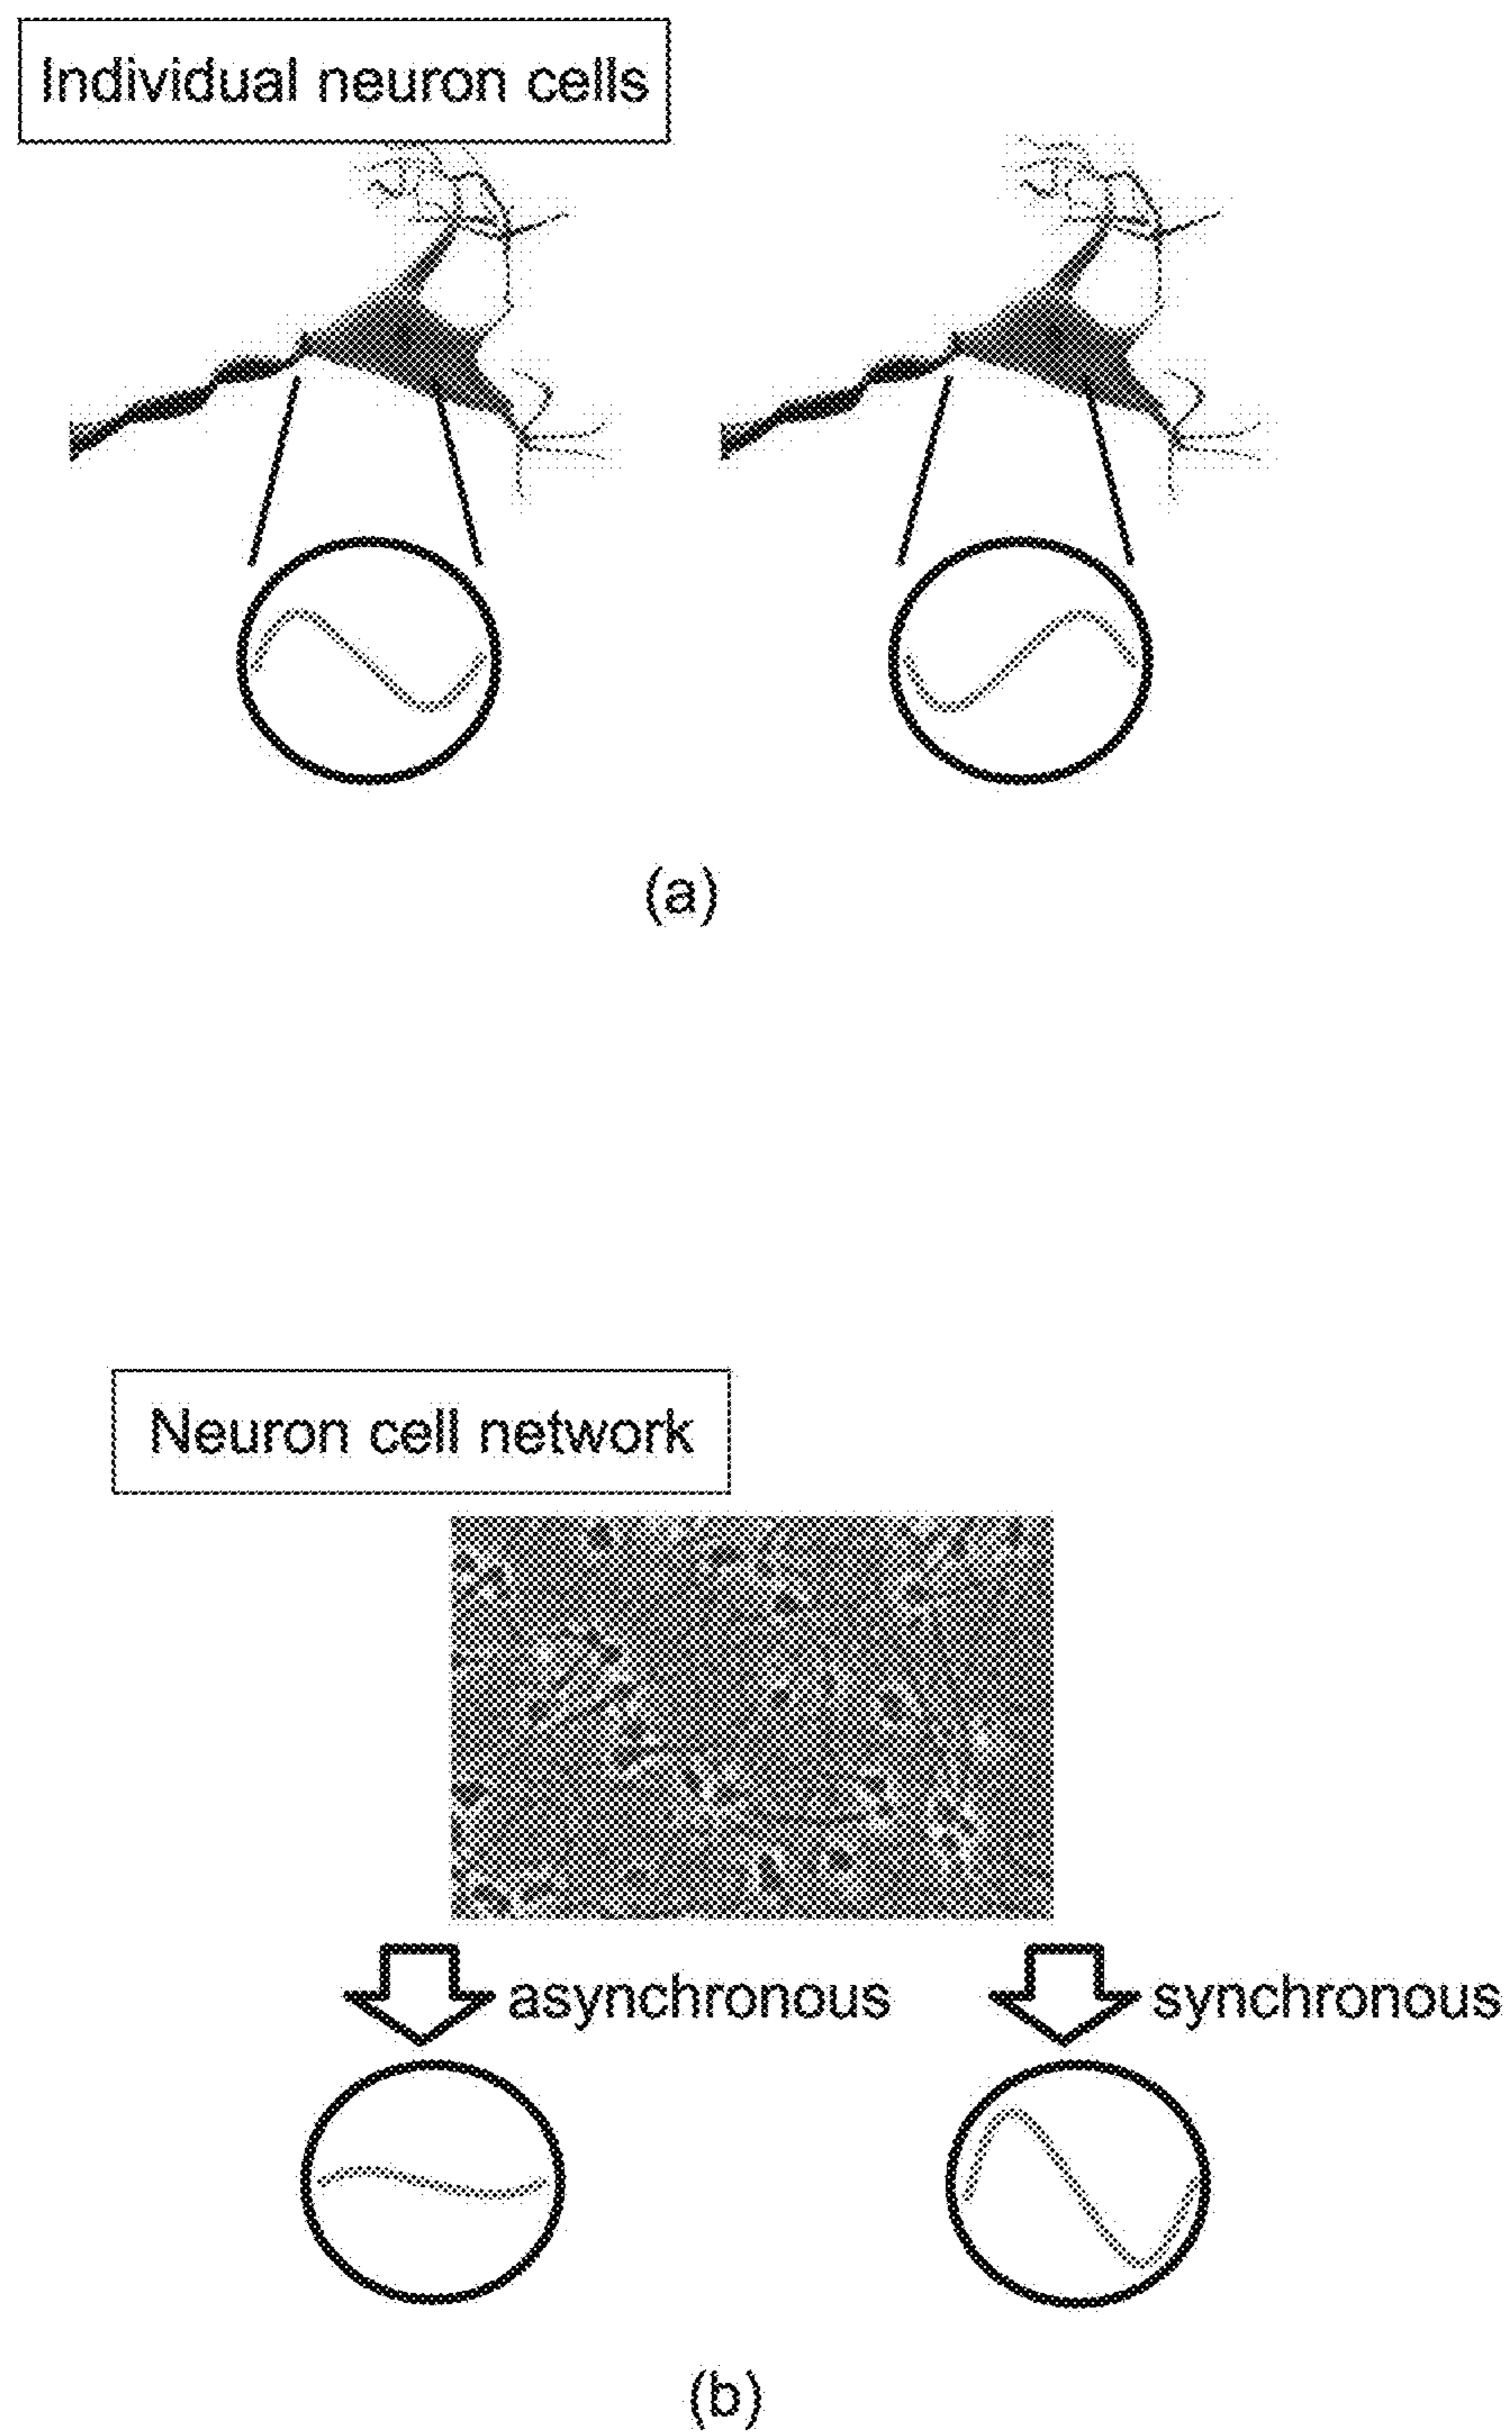 Individual neuron cells
(a)
Neuron cell network
asynchronous
synchronous
(b)